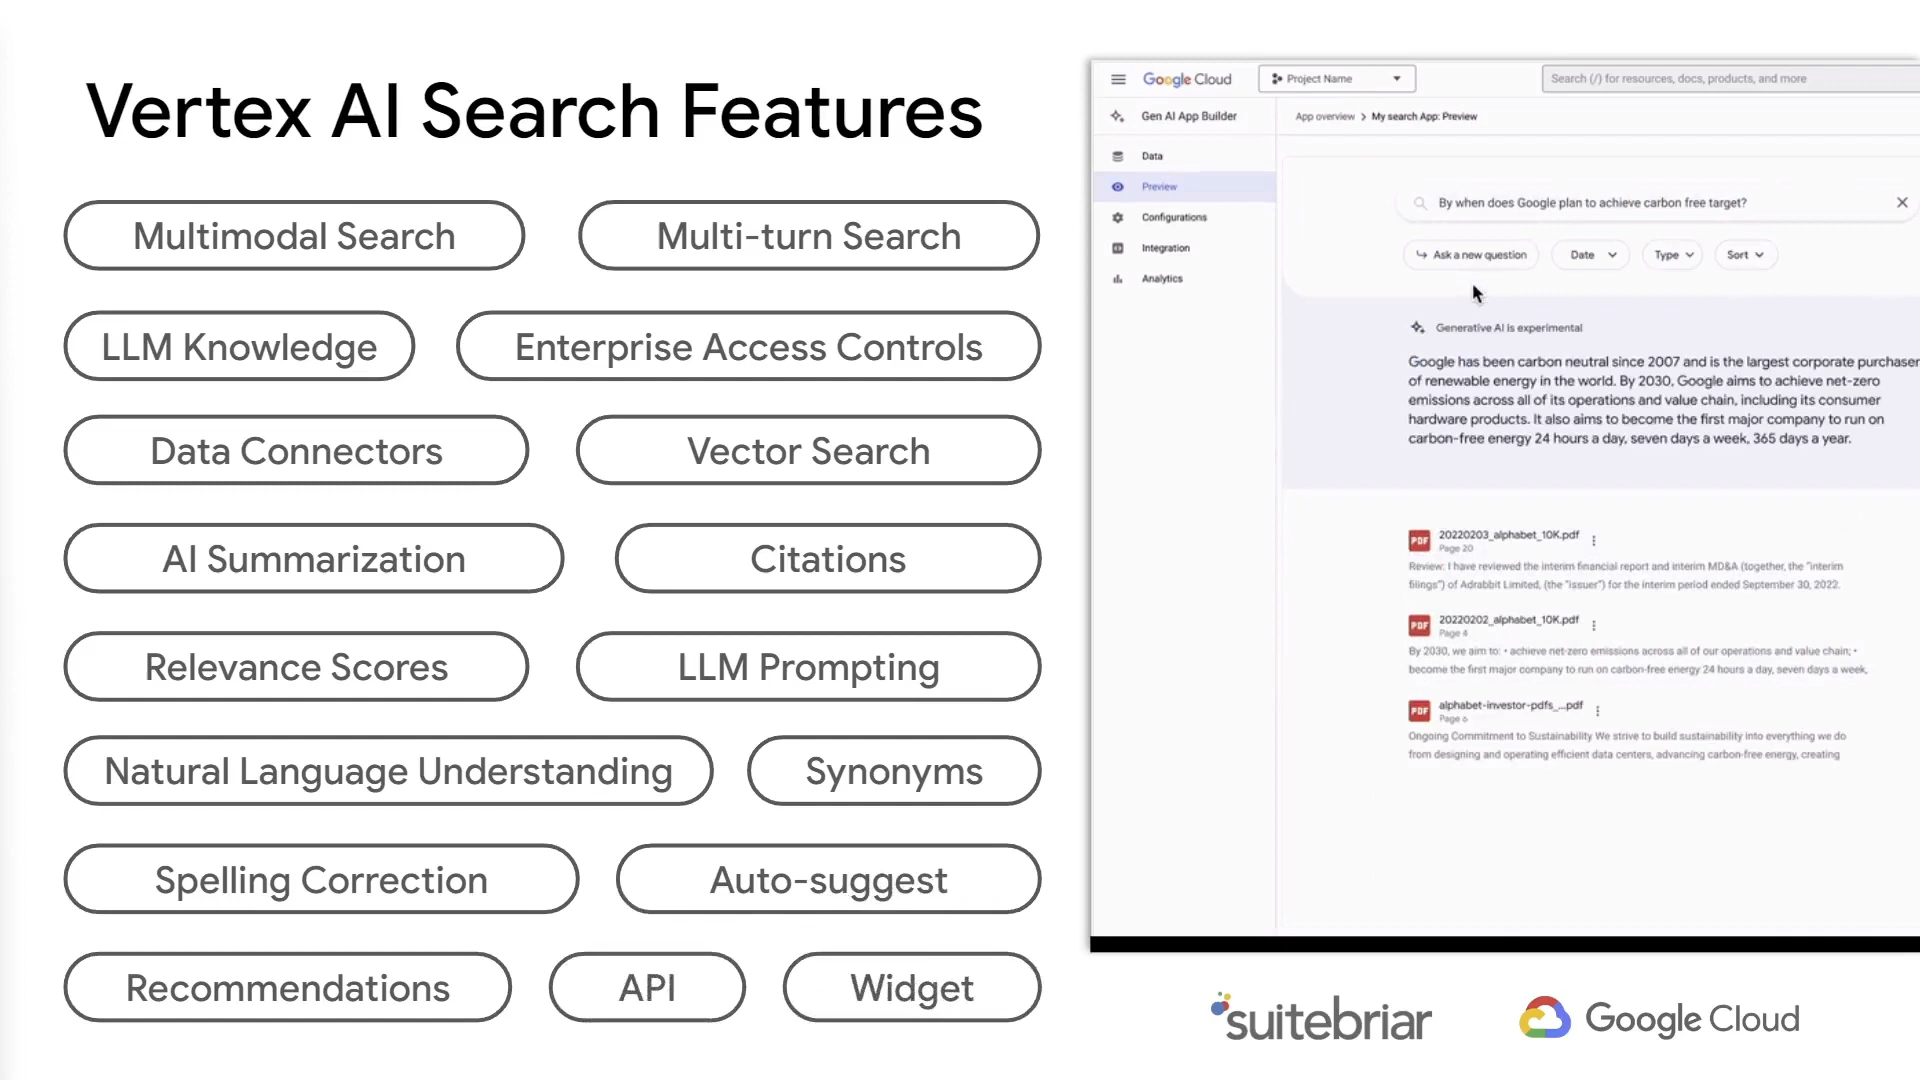 Vertex AI Search Features
Multimodal Search
Multi-turn Search
LLM Knowledge
Enterprise Access Controls
Data Connectors
Vector Search
AI Summarization
Citations
Relevance Scores
LLM Prompting
Natural Language Understanding
Synonyms
Spelling Correction
Auto-suggest
Recommendations
API
Widget
Google Cloud
Project Name
Search (/) for resources, docs, products, and more
Gen AI App Builder
App overview > My search App: Preview
Data
Preview
Configurations
Integration
Analytics
By when does Google plan to achieve carbon free target?
Ask a new question
Date
Type
Sort
Generative AI is experimental
Google has been carbon neutral since 2007 and is the largest corporate purchaser
of renewable energy in the world. By 2030, Google aims to achieve net-zero
emissions across all of its operations and value chain, including its consumer
hardware products. It also aims to become the first major company to run on
carbon-free energy 24 hours a day, seven days a week, 365 days a year.
PDF
20220203_alphabet_10K.pdf
Page 20
Review: I have reviewed the interim financial report and interim MD&A (together, the "interim
filings") of Adrabbit Limited, (the "issuer") for the interim period ended September 30, 2022.
PDF
20220202_alphabet_10K.pdf
Page 4
By 2030, we aim to: • achieve net-zero emissions across all of our operations and value chain; •
become the first major company to run on carbon-free energy 24 hours a day, seven days a week,
PDF
alphabet-investor-pdfs_...pdf
Page 6
Ongoing Commitment to Sustainability We strive to build sustainability into everything we do
from designing and operating efficient data centers, advancing carbon-free energy, creating
suitebriar
Google Cloud